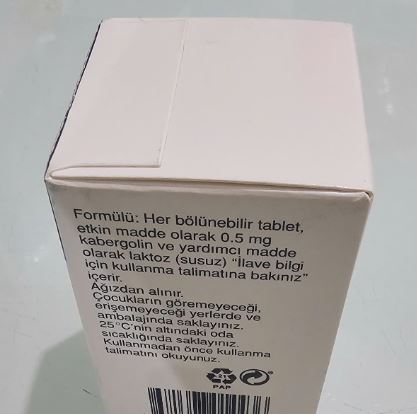 Formülü: Her bölünebilir tablet,
etkin madde olarak 0.5 mg
kabergolin ve yardımcı madde
olarak laktoz (susuz) "İlave bilgi
için kullanma talimatına bakınız"
içerir.
Ağızdan alınır.
Çocukların göremeyeceği,
erişemeyeceği yerlerde ve
ambalajında saklayınız.
25°C'nin altındaki oda
sıcaklığında saklayınız.
Kullanmadan önce kullanma
talimatını okuyunuz.
PAP